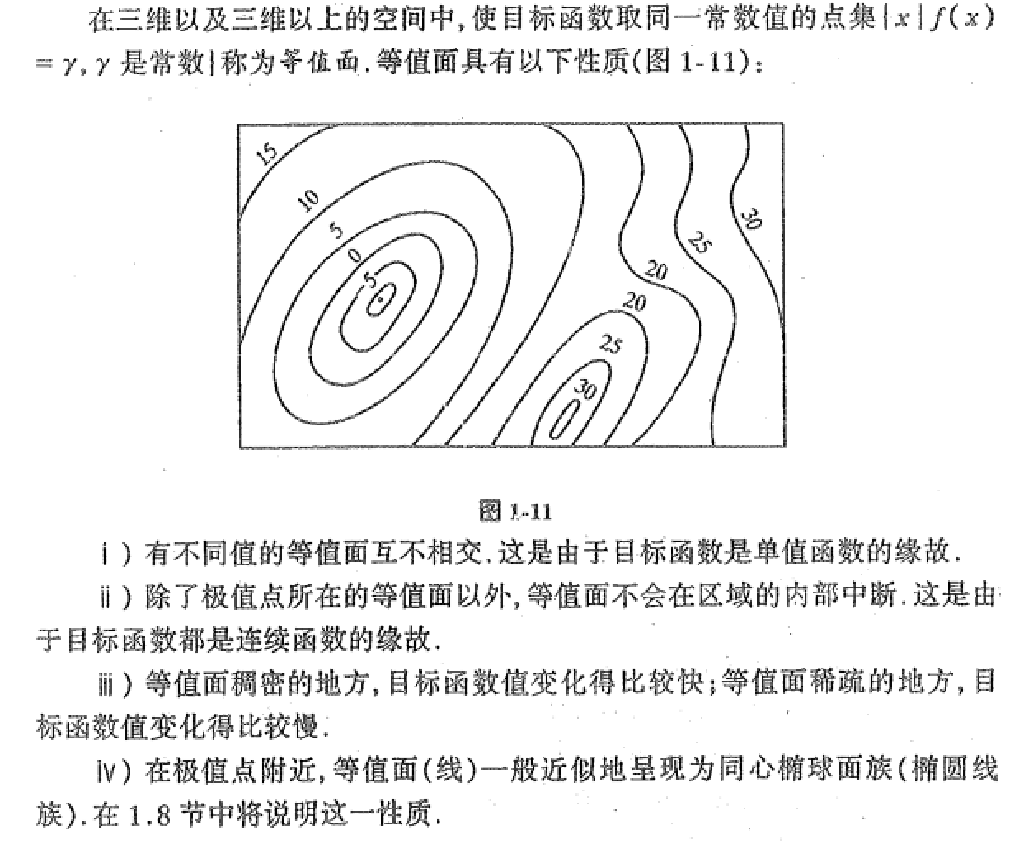 在三维以及三维以上的空间中,使目标函数取同一常数值的点集{x|f(x)
=γ,γ是常数}称为等值面.等值面具有以下性质(图1-11):
15
10
5
0
-5
30
25
20
20
25
30
图 1-11
ⅰ) 有不同值的等值面互不相交.这是由于目标函数是单值函数的缘故.
ⅱ) 除了极值点所在的等值面以外,等值面不会在区域的内部中断.这是由
于目标函数都是连续函数的缘故.
ⅲ) 等值面稠密的地方,目标函数值变化得比较快;等值面稀疏的地方,目
标函数值变化得比较慢.
ⅳ) 在极值点附近,等值面(线)一般近似地呈现为同心椭球面族(椭圆线
族).在1.8节中将说明这一性质.